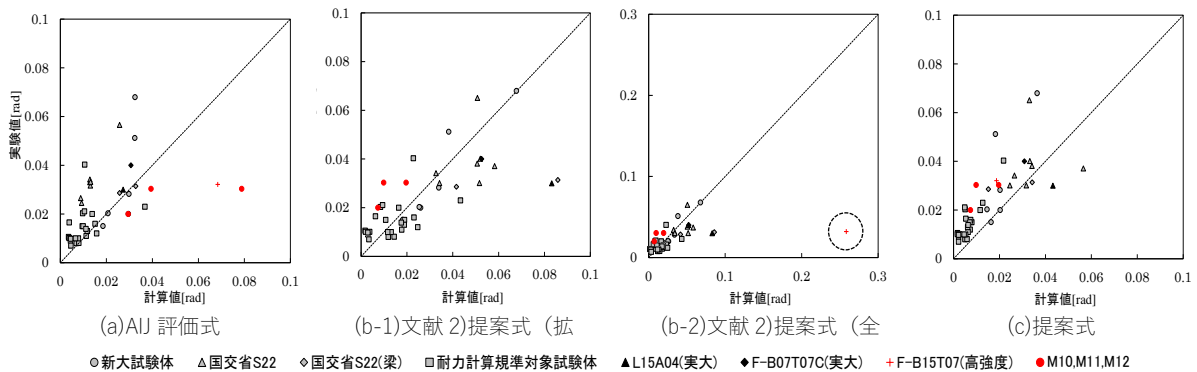 0.1
0.08
0.06
0.04
0.02
0
0 0.02 0.04 0.06 0.08 0.1
実験値[rad]
計算値[rad]
(a)AIJ 評価式
0.1
0.08
0.06
0.04
0.02
0
0 0.02 0.04 0.06 0.08 0.1
計算値[rad]
(b-1)文献 2)提案式（拡
0.3
0.2
0.1
0
0 0.1 0.2 0.3
計算値[rad]
(b-2)文献 2)提案式（全
0.1
0.08
0.06
0.04
0.02
0
0 0.02 0.04 0.06 0.08 0.1
計算値[rad]
(c)提案式
新大試験体 国交省S22 国交省S22(梁) 耐力計算規準対象試験体 L15A04(実大) F-B07T07C(実大) F-B15T07(高強度) M10,M11,M12